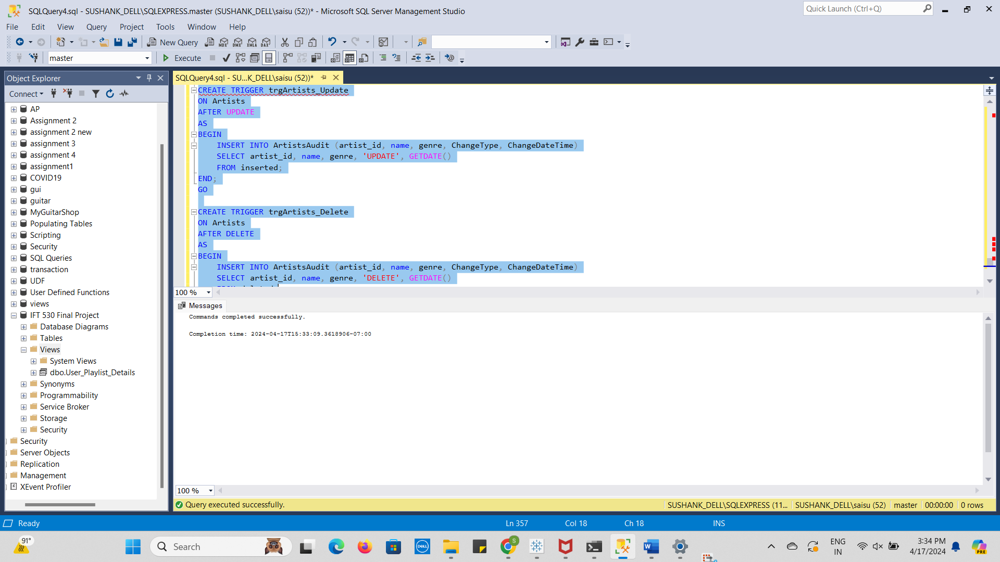 SQLQuery4.sql - SUSHANK_DELL\SQLEXPRESS.master (SUSHANK_DELL\saisu (52))* - Microsoft SQL Server Management Studio
Quick Launch (Ctrl+Q)
File Edit View Query Project Tools Window Help
New Query
MDX DMX XMLA DAX
master
Execute
Object Explorer
Connect
AP
Assignment 2
assignment 2 new
assignment 3
assignment 4
assignment1
COVID19
gui
guitar
MyGuitarShop
Populating Tables
Scripting
Security
SQL Queries
transaction
UDF
User Defined Functions
views
IFT 530 Final Project
Database Diagrams
Tables
Views
System Views
dbo.User_Playlist_Details
Synonyms
Programmability
Service Broker
Storage
Security
Security
Server Objects
Replication
Management
XEvent Profiler
SQLQuery4.sql - SU...K_DELL\saisu (52))*
CREATE TRIGGER trgArtists_Update
ON Artists
AFTER UPDATE
AS
BEGIN
INSERT INTO ArtistsAudit (artist_id, name, genre, ChangeType, ChangeDateTime)
SELECT artist_id, name, genre, 'UPDATE', GETDATE()
FROM inserted;
END;
GO
CREATE TRIGGER trgArtists_Delete
ON Artists
AFTER DELETE
AS
BEGIN
INSERT INTO ArtistsAudit (artist_id, name, genre, ChangeType, ChangeDateTime)
SELECT artist_id, name, genre, 'DELETE', GETDATE()
100 %
Messages
Commands completed successfully.
Completion time: 2024-04-17T15:33:09.3618906-07:00
100 %
Query executed successfully.
SUSHANK_DELL\SQLEXPRESS (11... SUSHANK_DELL\saisu (52) master 00:00:00 0 rows
Ready
Ln 357 Col 18 Ch 18 INS
91°
Search
DELL
S
ENG
IN
3:34 PM
4/17/2024
PRE